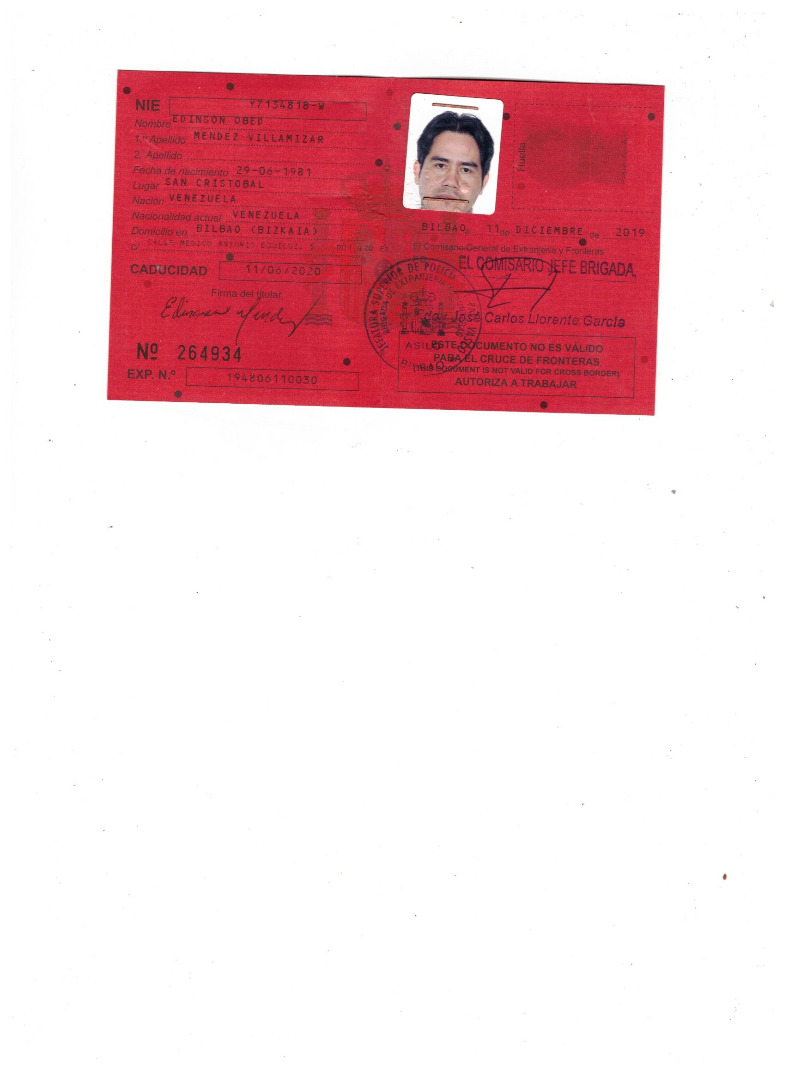 NIE Y7134818-W
Nombre EDINSON OBED
1.er Apellido MENDEZ VILLAMIZAR
2.º Apellido
Fecha de nacimiento 29-06-1981
Lugar SAN CRISTOBAL
Nación VENEZUELA
Nacionalidad actual VENEZUELA
Domicilio en BILBAO (BIZKAIA)
c/ CALLE MEDICO ANTONIO
CADUCIDAD 11/06/2020
Firma del titular
Nº 264934
EXP. N.º 194806110030
Huella
BILBAO, 11 de DICIEMBRE de 2019
El Comisario General de Extranjería y Fronteras
EL COMISARIO JEFE BRIGADA,
Fdo. José Carlos Llorente García
JEFATURA SUPERIOR DE POLICIA
BRIGADA DE EXTRANJERIA
ASILO
BILBAO
ESTE DOCUMENTO NO ES VÁLIDO
PARA EL CRUCE DE FRONTERAS
(THIS DOCUMENT IS NOT VALID FOR CROSS BORDER)
AUTORIZA A TRABAJAR